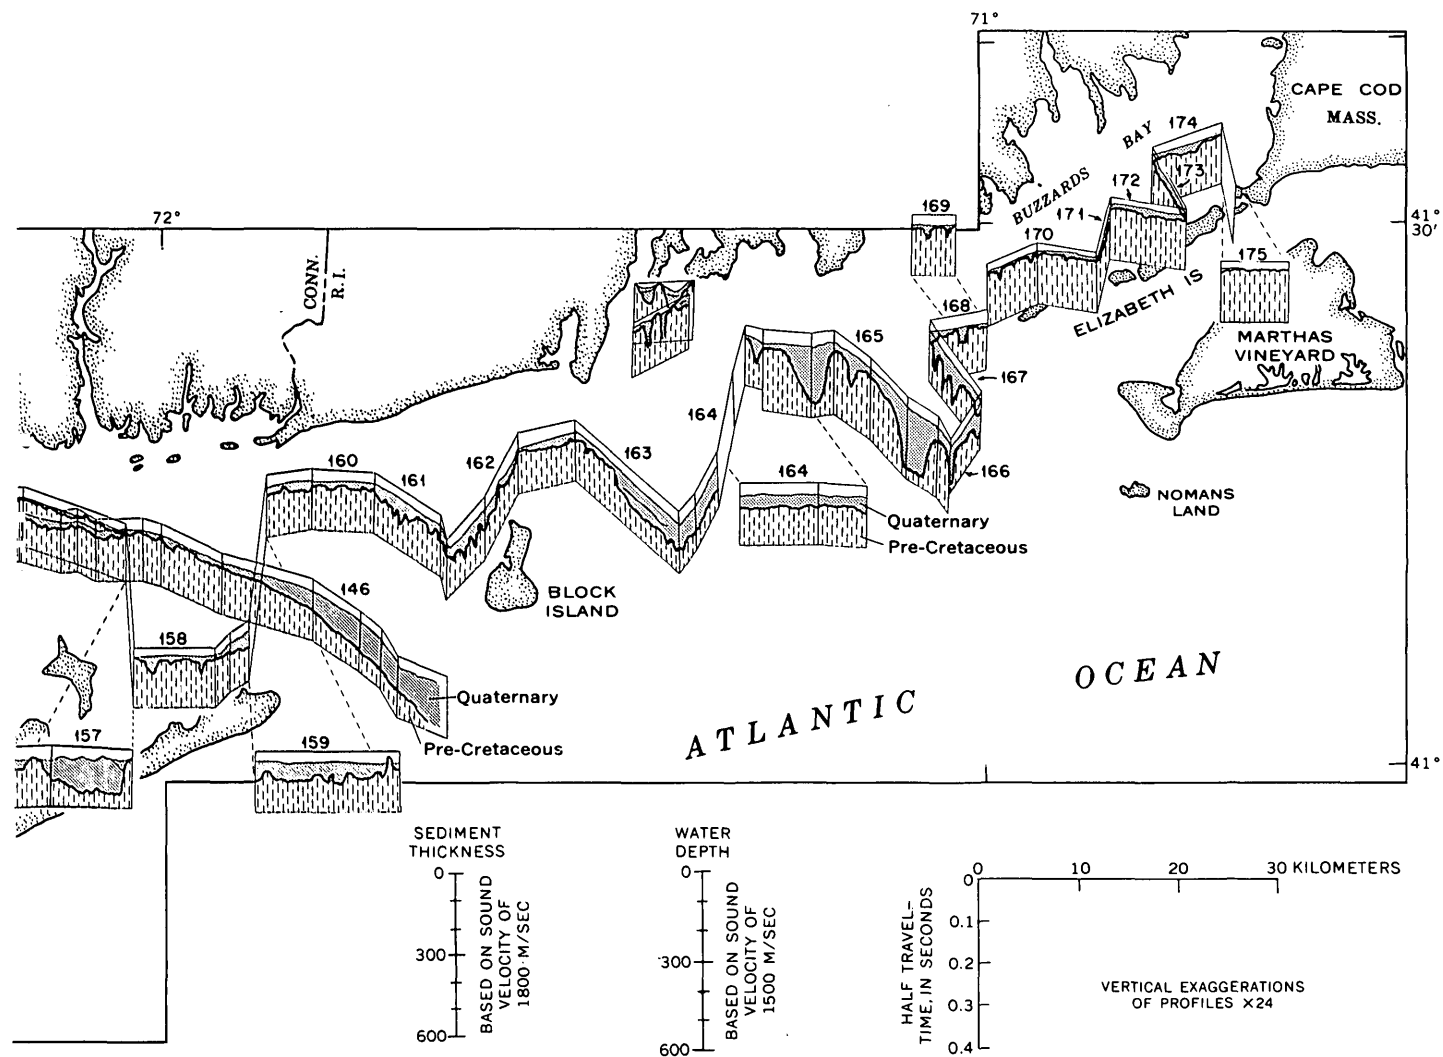 71°
CAPE COD
MASS.
174
BAY
173
172
BUZZARDS
171
169
72°
41°
30'
170
175
CONN.
R.I.
168
ELIZABETH IS
MARTHAS
VINEYARD
165
167
164
163
162
160
161
166
164
NOMANS
LAND
Quaternary
Pre-Cretaceous
146
BLOCK
ISLAND
158
OCEAN
ATLANTIC
Quaternary
157
159
Pre-Cretaceous
41°
SEDIMENT
THICKNESS
0
300
600
BASED ON SOUND
VELOCITY OF
1800 M/SEC
WATER
DEPTH
0
300
600
BASED ON SOUND
VELOCITY OF
1500 M/SEC
0 10 20 30 KILOMETERS
HALF TRAVEL-
TIME, IN SECONDS
0
0.1
0.2
0.3
0.4
VERTICAL EXAGGERATIONS
OF PROFILES X24